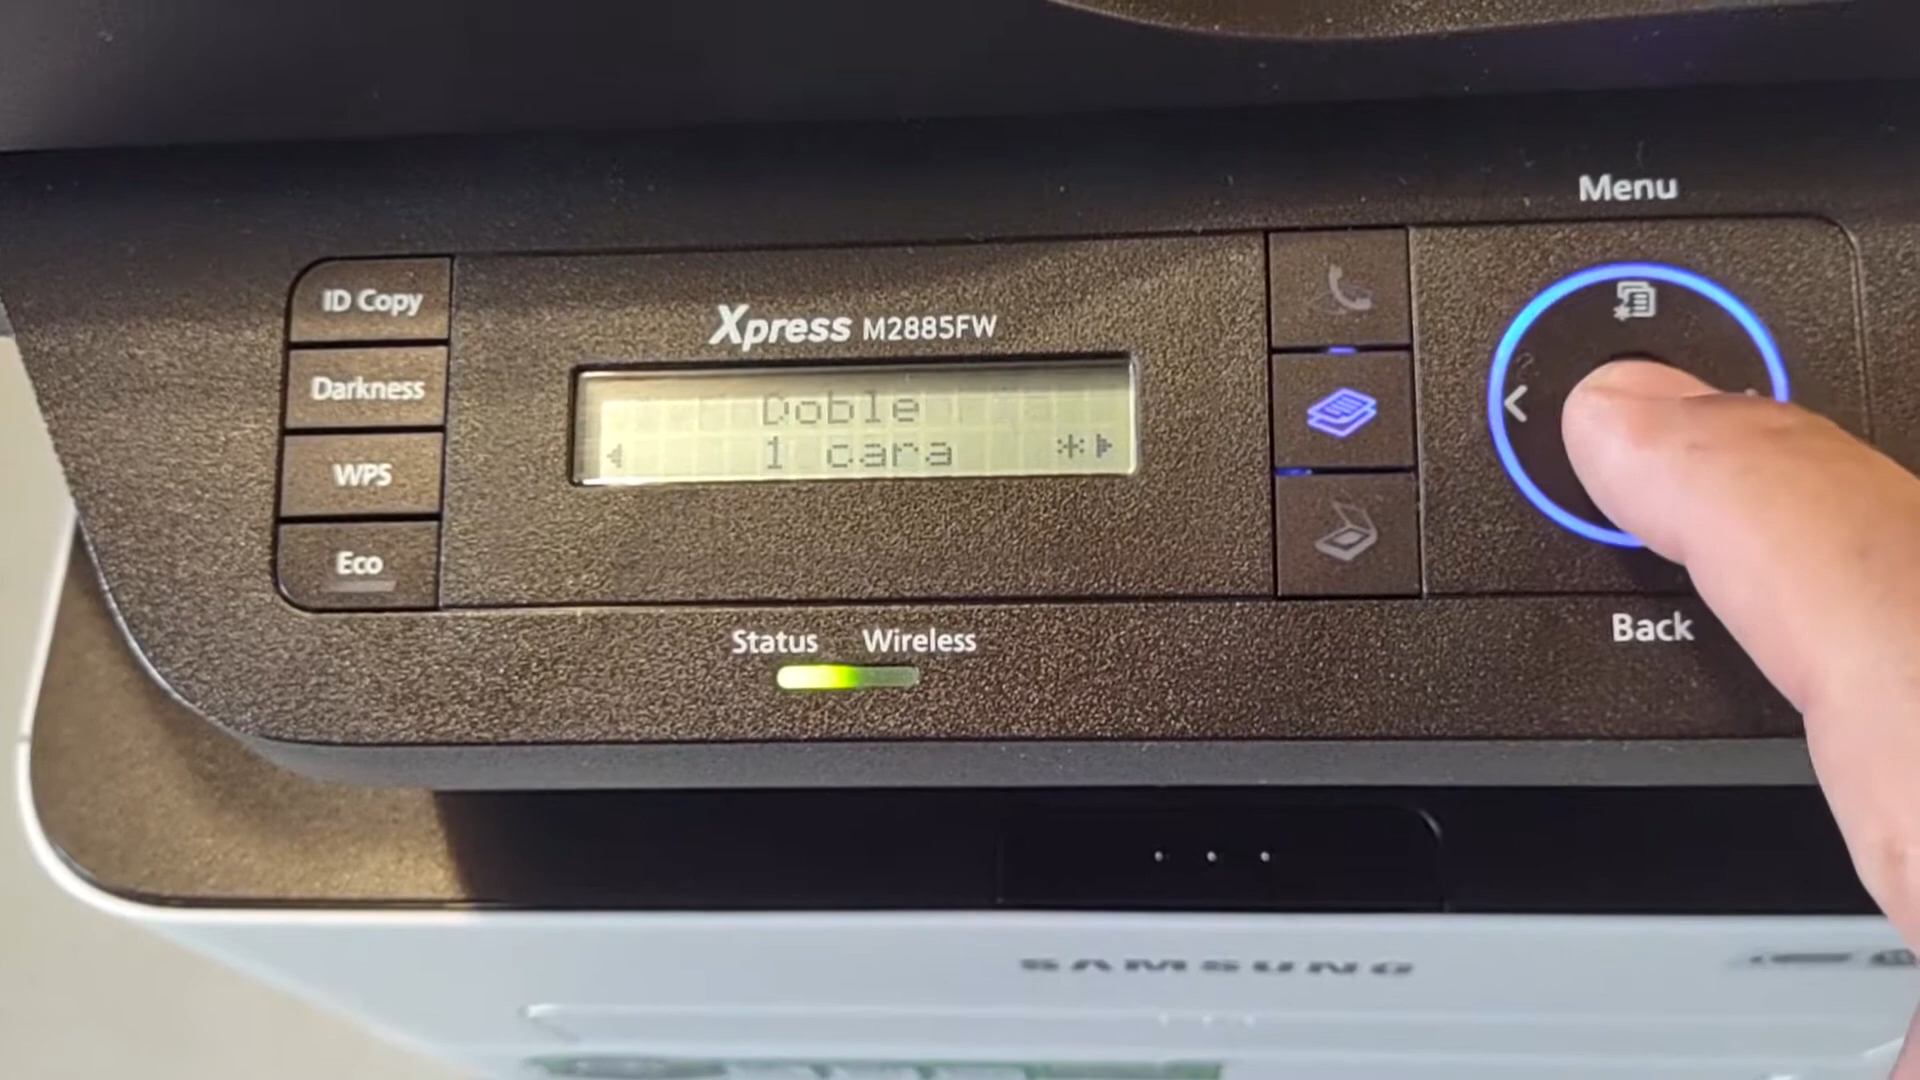 Menu
ID Copy
Xpress M2885FW
Darkness
Doble
1 cara *
WPS
Eco
Back
Status Wireless
SAMSUNG